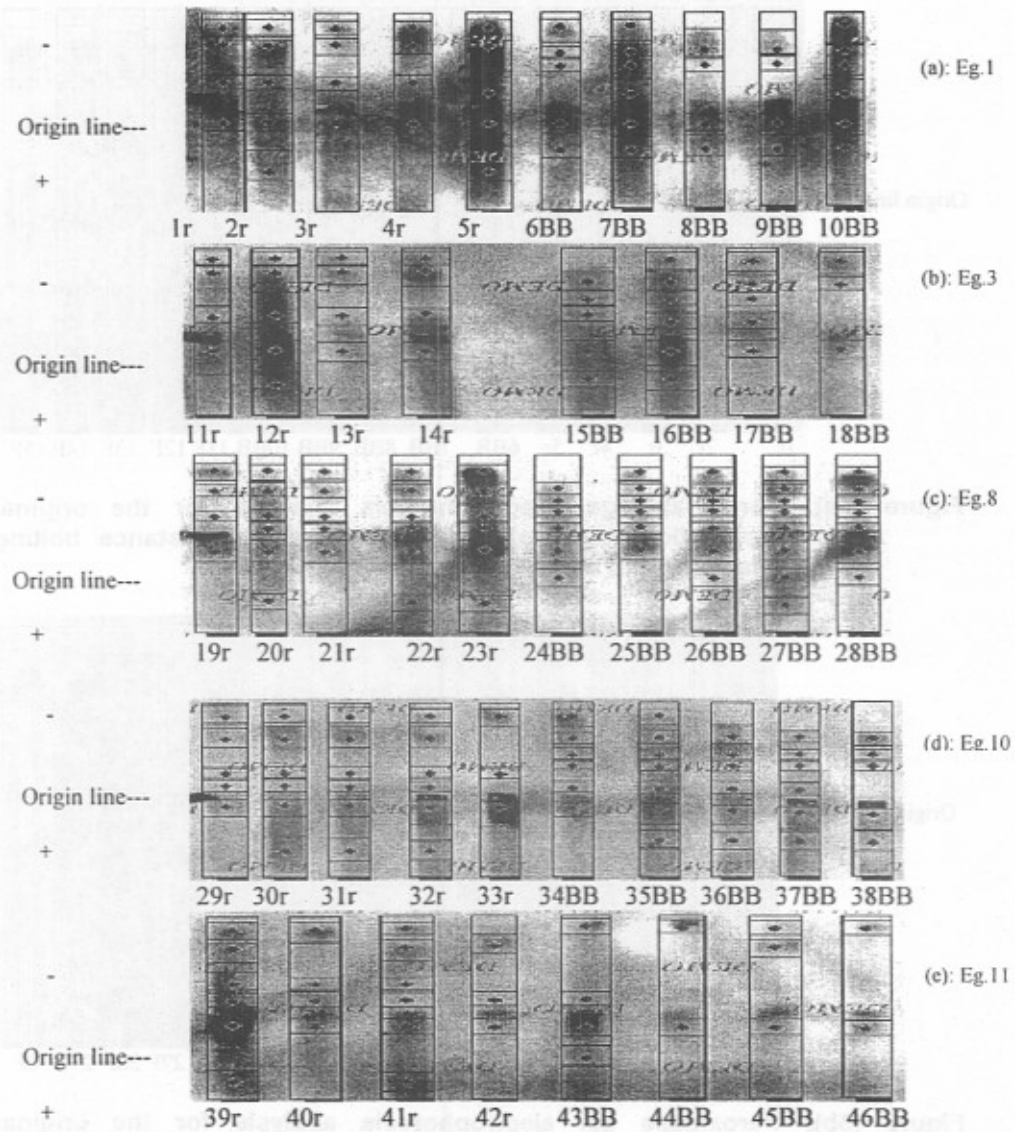 -
(a): Eg.1
Origin line---
+
1r 2r 3r 4r 5r 6BB 7BB 8BB 9BB 10BB
-
(b): Eg.3
Origin line---
+
11r 12r 13r 14r 15BB 16BB 17BB 18BB
-
(c): Eg.8
Origin line---
+
19r 20r 21r 22r 23r 24BB 25BB 26BB 27BB 28BB
-
(d): Eg.10
Origin line---
+
29r 30r 31r 32r 33r 34BB 35BB 36BB 37BB 38BB
-
(e): Eg.11
Origin line---
+
39r 40r 41r 42r 43BB 44BB 45BB 46BB